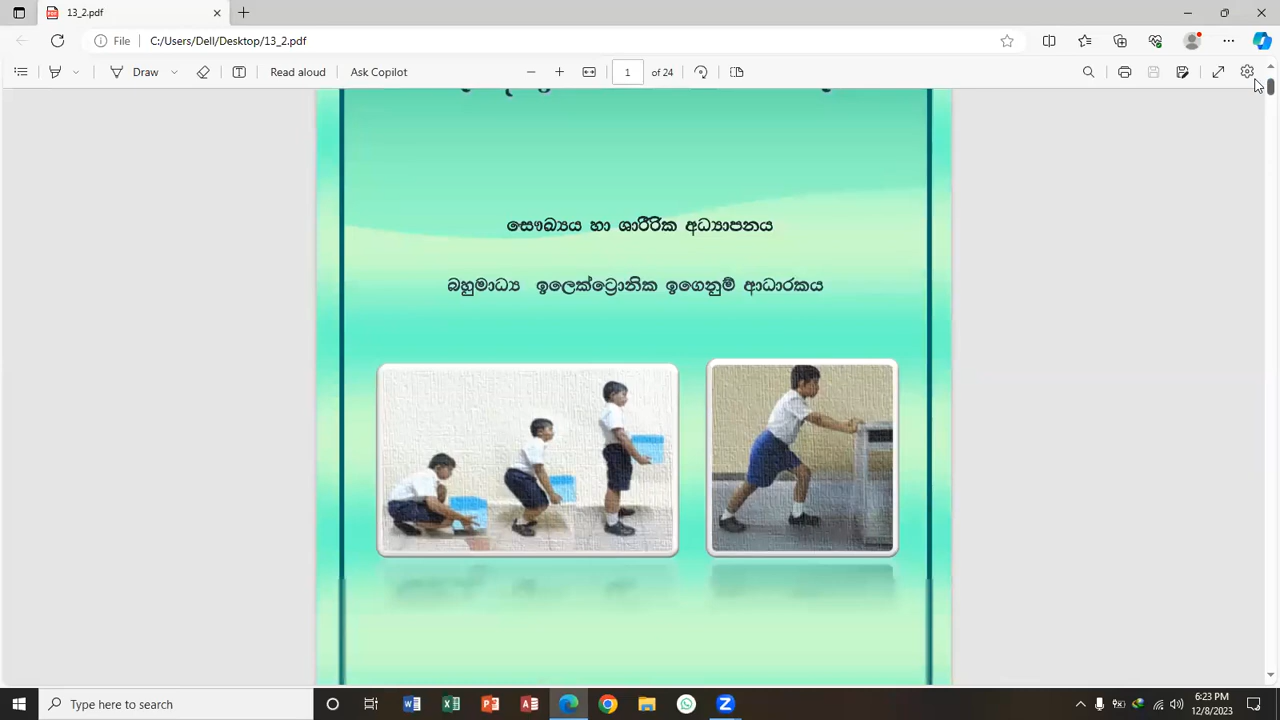 13_2.pdf
File C:/Users/Dell/Desktop/13_2.pdf
Draw Read aloud Ask Copilot 1 of 24
සෞඛ්‍යය හා ශාරීරික අධ්‍යාපනය
බහුමාධ්‍ය ඉලෙක්ට්‍රොනික ඉගෙනුම් ආධාරකය
Type here to search
6:23 PM
12/8/2023